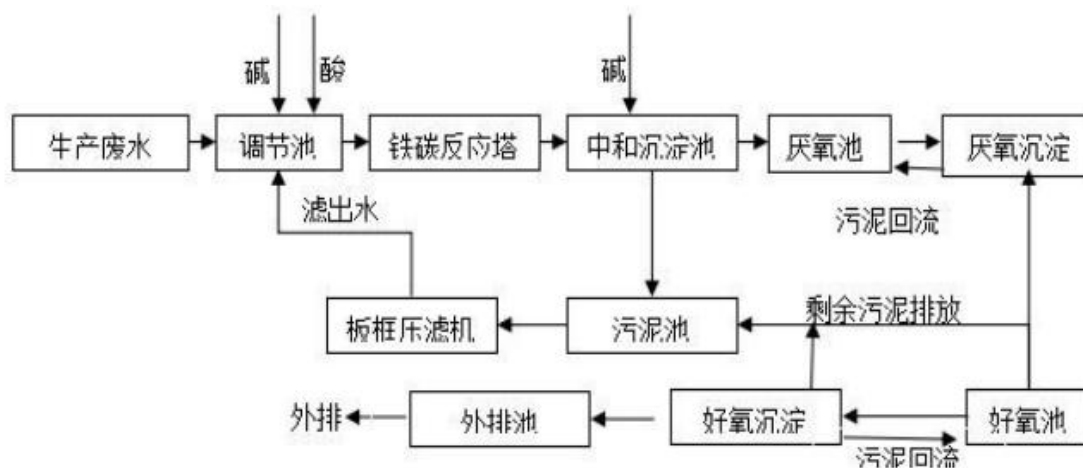 碱
酸
碱
生产废水
调节池
铁碳反应塔
中和沉淀池
厌氧池
厌氧沉淀
滤出水
污泥回流
板框压滤机
污泥池
剩余污泥排放
外排
外排池
好氧沉淀
好氧池
污泥回流